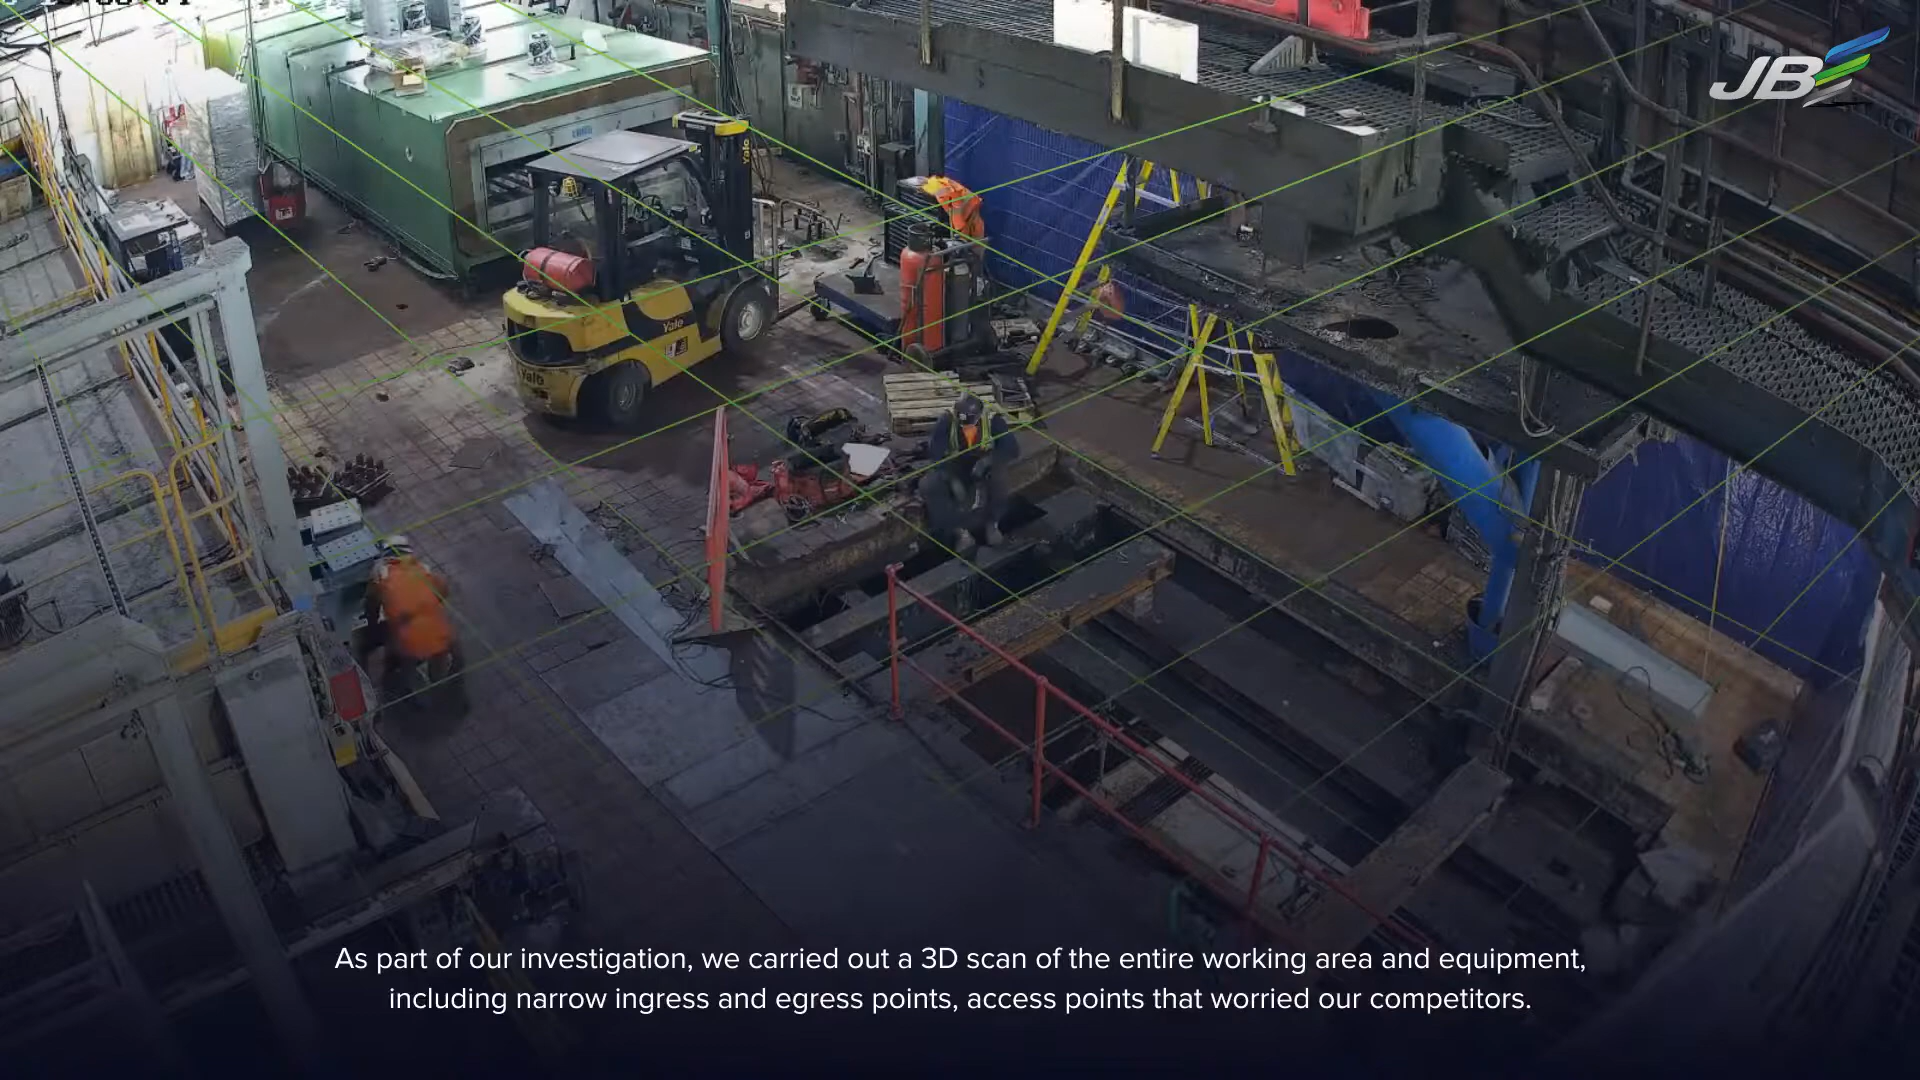 JBE
Yale
Yale
Yale
As part of our investigation, we carried out a 3D scan of the entire working area and equipment,
including narrow ingress and egress points, access points that worried our competitors.